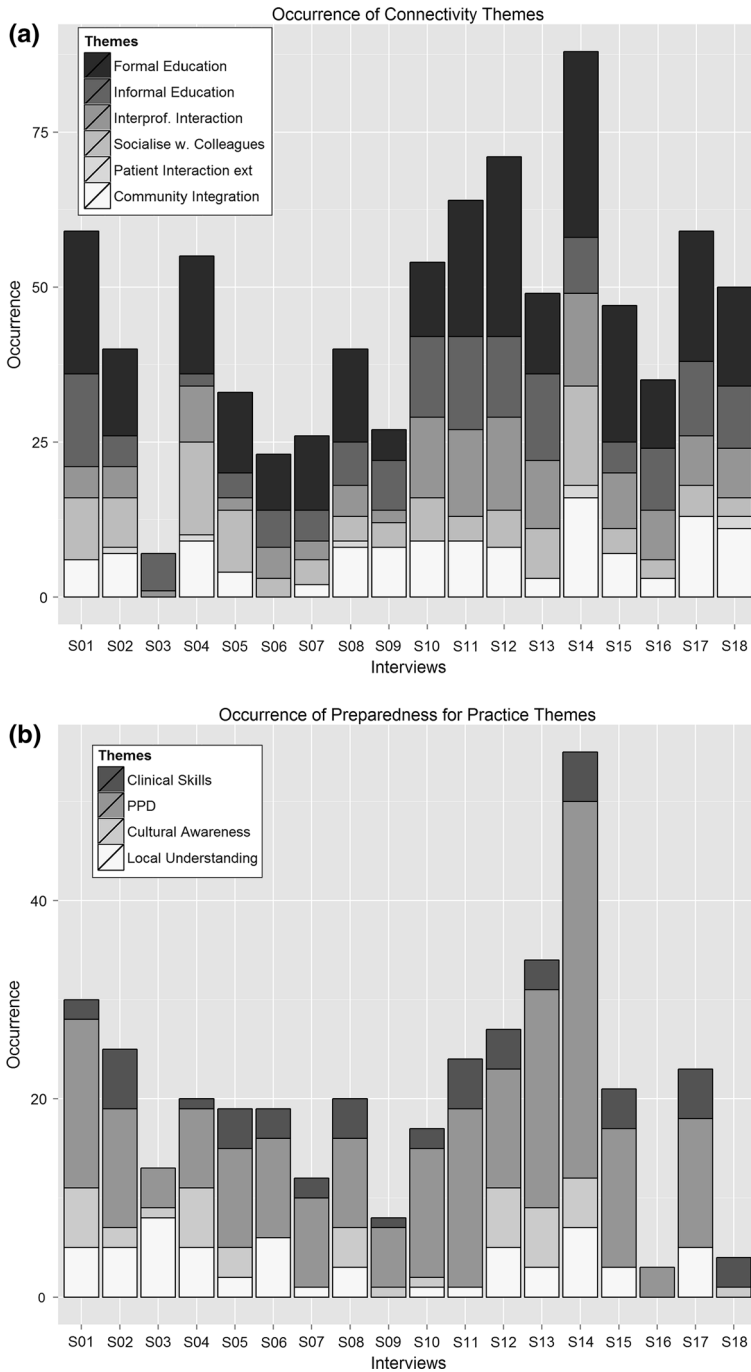 (a)
Occurrence of Connectivity Themes
Themes
Formal Education
Informal Education
Interprof. Interaction
Socialise w. Colleagues
Patient Interaction ext
Community Integration
75
50
25
0
Occurrence
S01 S02 S03 S04 S05 S06 S07 S08 S09 S10 S11 S12 S13 S14 S15 S16 S17 S18
Interviews
(b)
Occurrence of Preparedness for Practice Themes
Themes
Clinical Skills
PPD
Cultural Awareness
Local Understanding
40
20
0
Occurrence
S01 S02 S03 S04 S05 S06 S07 S08 S09 S10 S11 S12 S13 S14 S15 S16 S17 S18
Interviews